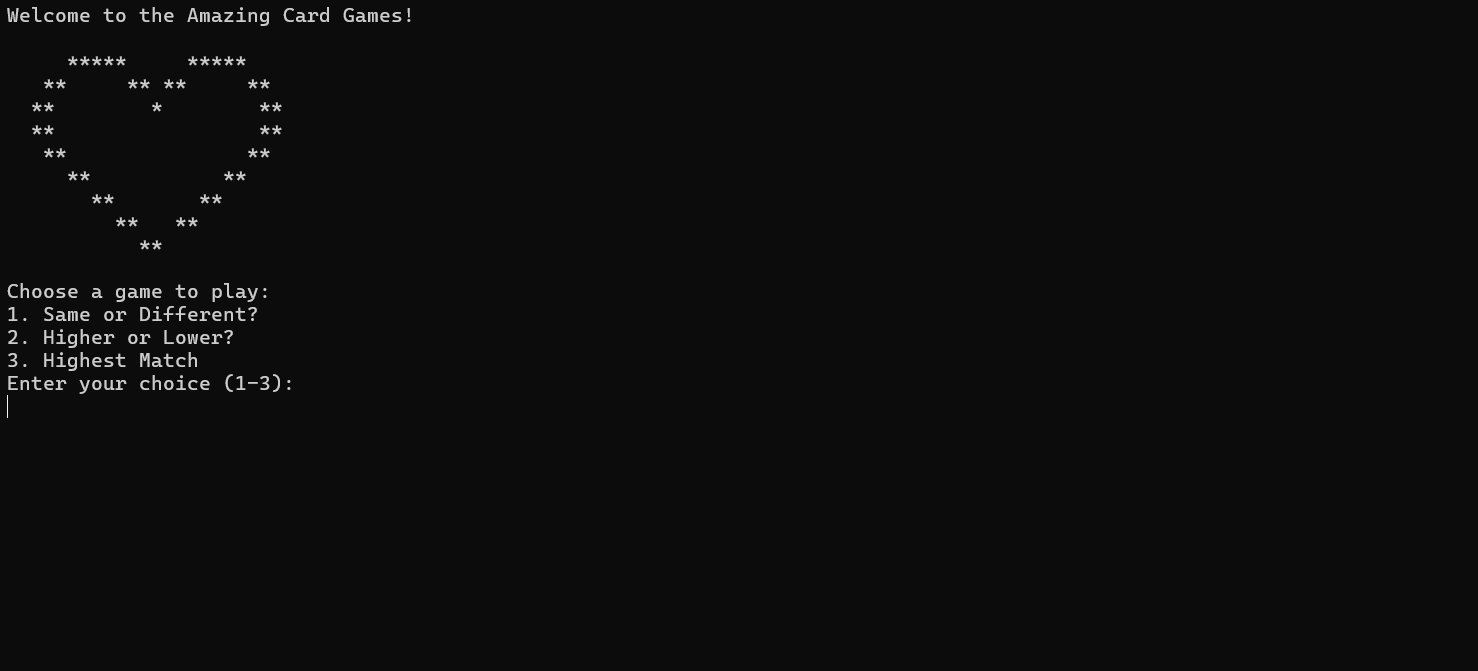 Welcome to the Amazing Card Games!

     *****     *****
   **     ** **     **
  **        *        **
  **                 **
   **               **
     **           **
       **       **
         **   **
           **

Choose a game to play:
1. Same or Different?
2. Higher or Lower?
3. Highest Match
Enter your choice (1-3):